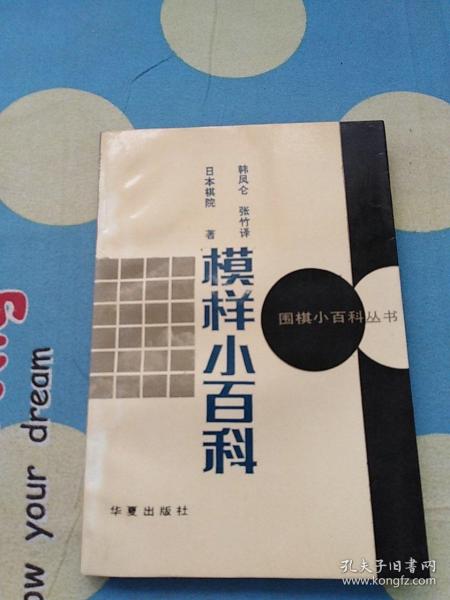 韩凤仑 张竹译
日本棋院 著
模样小百科
围棋小百科丛书
华夏出版社
ow your dream
孔夫子旧书网
www.kongfz.com